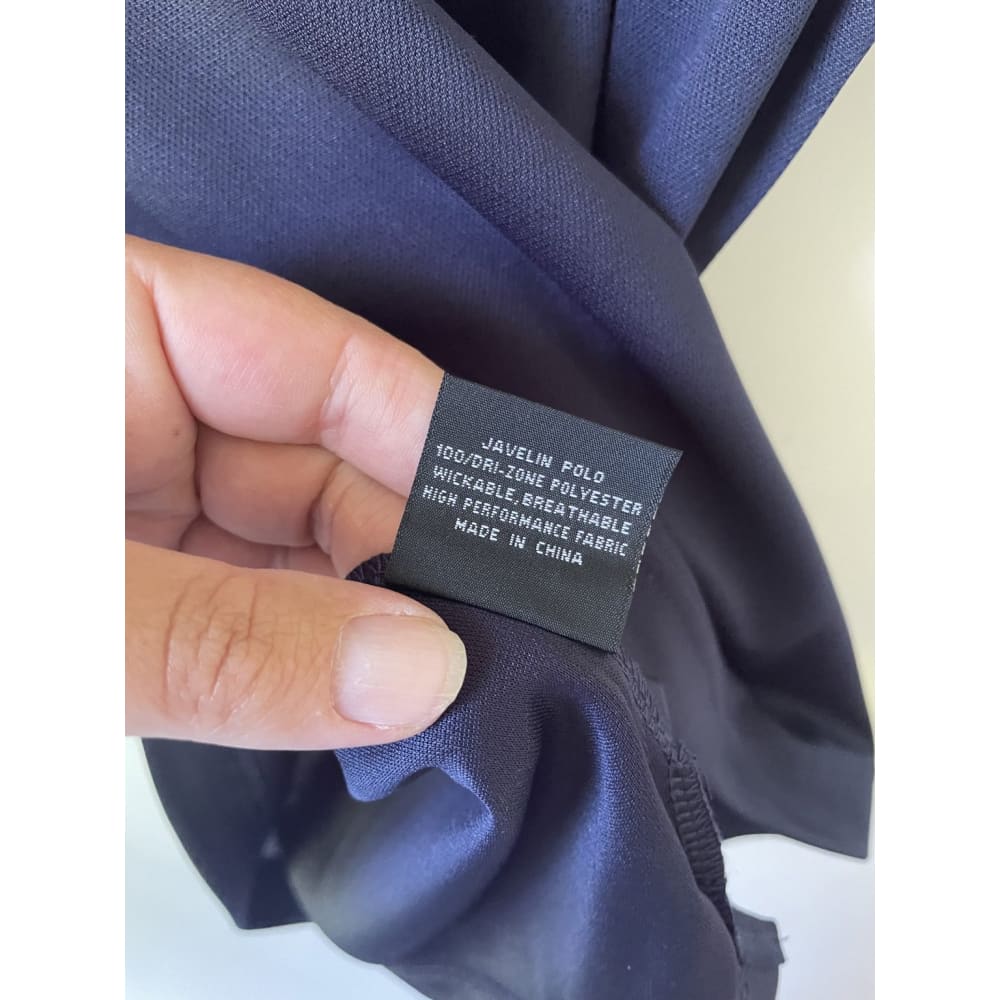 JAVELIN POLO
100/DRI-ZONE POLYESTER
WICKABLE, BREATHABLE
HIGH PERFORMANCE FABRIC
MADE IN CHINA